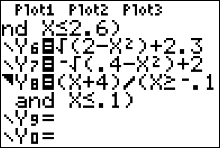 Plot1 Plot2 Plot3
nd X≤2.6)
\Y6=√(2-X²)+2.3
\Y7=-√(.4-X²)+2
◥Y8=(X+4)/(X≥-.1
 and X≤.1)
\Y9=
\Y0=